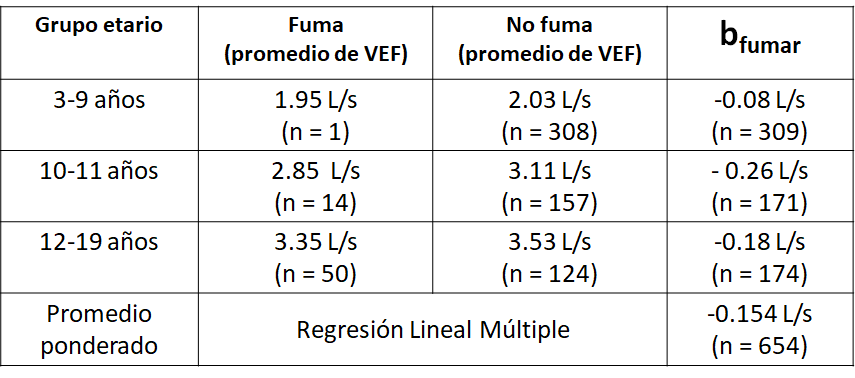 Grupo etario
Fuma
(promedio de VEF)
No fuma
(promedio de VEF)
bfumar
3-9 años
1.95 L/s
(n = 1)
2.03 L/s
(n = 308)
-0.08 L/s
(n = 309)
10-11 años
2.85 L/s
(n = 14)
3.11 L/s
(n = 157)
- 0.26 L/s
(n = 171)
12-19 años
3.35 L/s
(n = 50)
3.53 L/s
(n = 124)
-0.18 L/s
(n = 174)
Promedio
ponderado
Regresión Lineal Múltiple
-0.154 L/s
(n = 654)